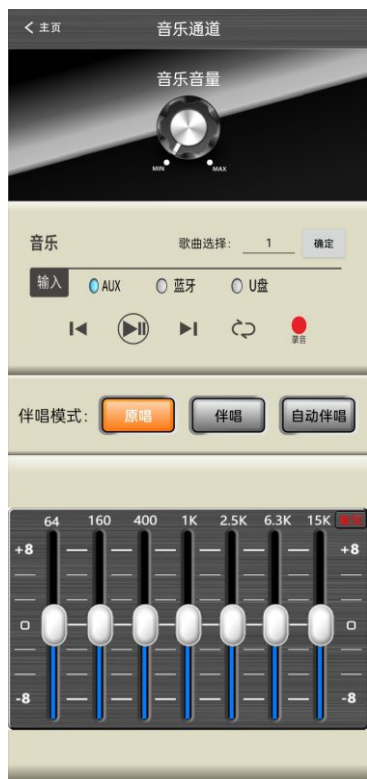 主页 音乐通道
音乐音量
MIN MAX
音乐 歌曲选择: 1 确定
输入 AUX 蓝牙 U盘
录音
伴唱模式: 原唱 伴唱 自动伴唱
64 160 400 1K 2.5K 6.3K 15K
+8 +8
0 0
-8 -8